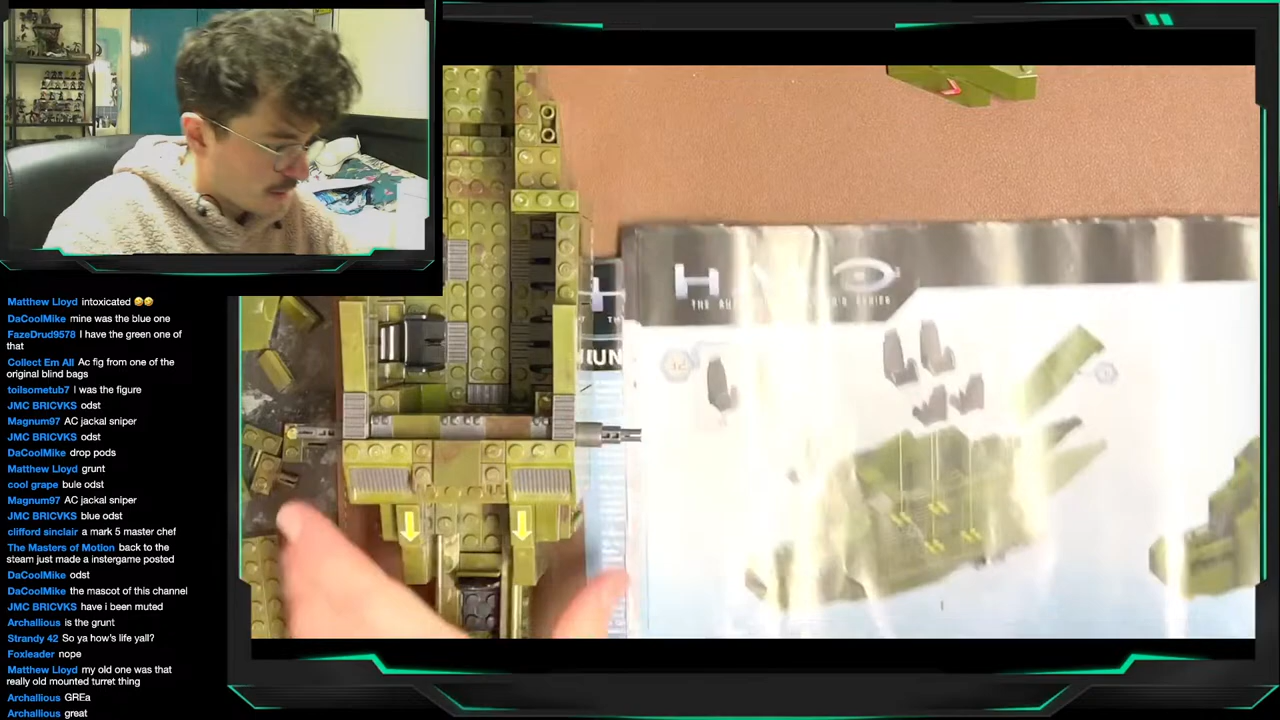 Matthew Lloyd intoxicated 🤣🤣
DaCoolMike mine was the blue one
FazeDrud9578 I have the green one of
that
Collect Em All Ac fig from one of the
original blind bags
toilsometub7 I was the figure
JMC BRICVKS odst
Magnum97 AC jackal sniper
JMC BRICVKS odst
DaCoolMike drop pods
Matthew Lloyd grunt
cool grape bule odst
Magnum97 AC jackal sniper
JMC BRICVKS blue odst
clifford sinclair a mark 5 master chef
The Masters of Motion back to the
steam just made a instergame posted
DaCoolMike odst
DaCoolMike the mascot of this channel
JMC BRICVKS have i been muted
Archallious is the grunt
Strandy 42 So ya how's life yall?
Foxleader nope
Matthew Lloyd my old one was that
really old mounted turret thing
Archallious GREa
Archallious great
H
THE